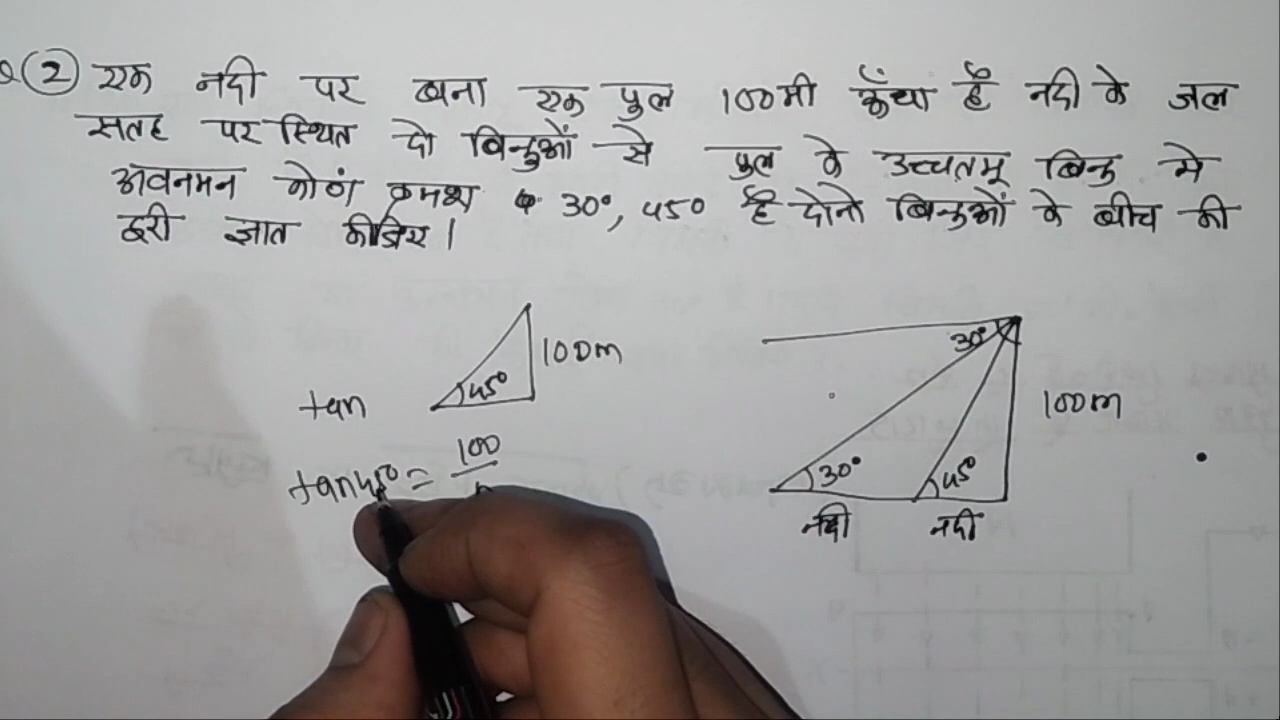 Q (2) एक नदी पर बना एक पुल 100मी ऊँचा है नदी के जल
सतह पर स्थित दो बिन्दुओं से पुल के उच्चतम बिन्दु से
अवनमन कोण क्रमश 30°, 45° है दोनो बिन्दुओं के बीच की
दूरी ज्ञात कीजिए।
100m
45°
tan
tan45° = 100
30°
100m
30°
45°
नदी नदी